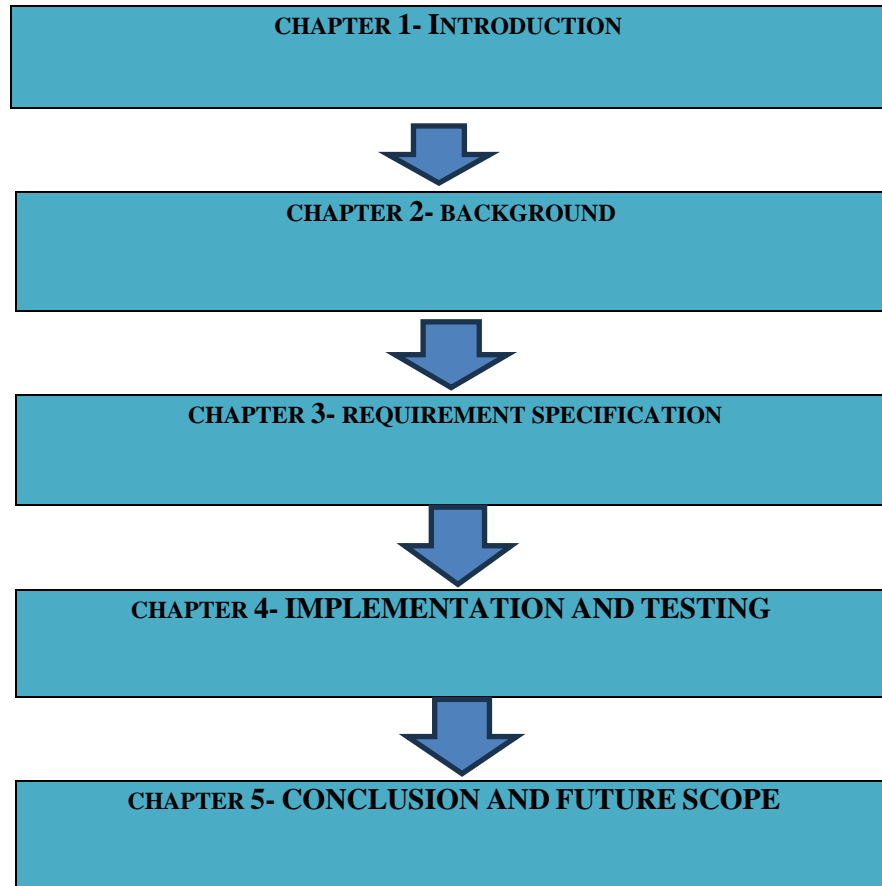 CHAPTER 1- INTRODUCTION
CHAPTER 2- BACKGROUND
CHAPTER 3- REQUIREMENT SPECIFICATION
CHAPTER 4- IMPLEMENTATION AND TESTING
CHAPTER 5- CONCLUSION AND FUTURE SCOPE